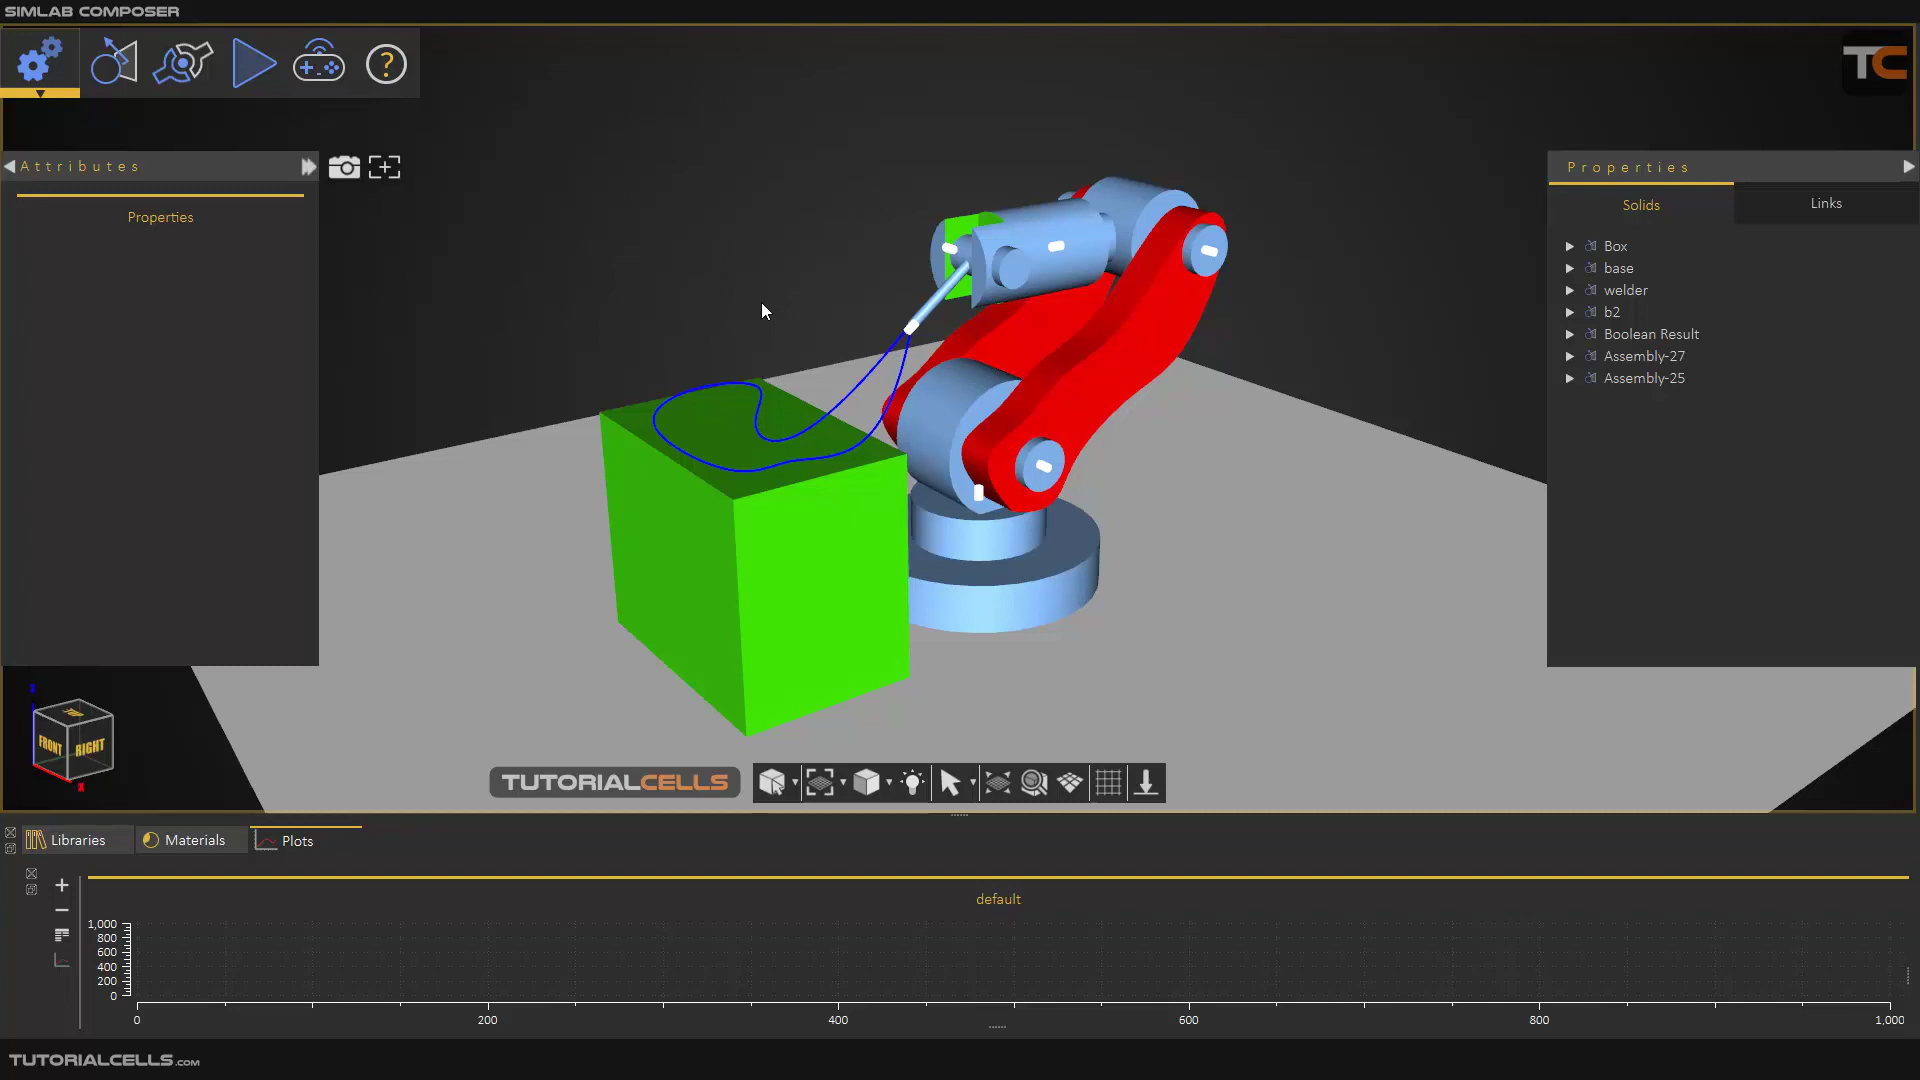 SIMLAB COMPOSER
?
TC
Attributes
Properties
Properties
Solids
Links
Box
base
welder
b2
Boolean Result
Assembly-27
Assembly-25
TOP
FRONT
RIGHT
TUTORIALCELLS
Libraries
Materials
Plots
default
1,000
800
600
400
200
0
0
200
400
600
800
1,000
TUTORIALCELLS.COM